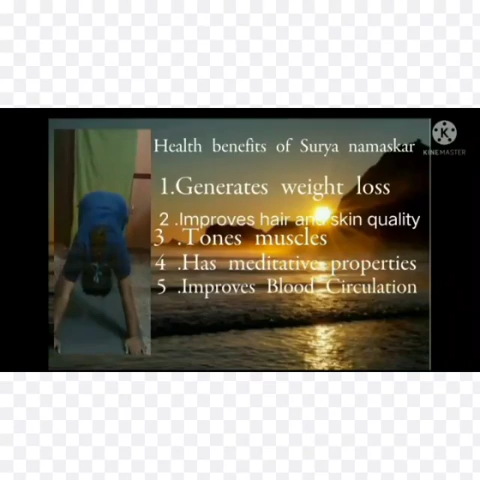 Health benefits of Surya namaskar
KINEMASTER
1.Generates weight loss
2 .Improves hair and skin quality
3 .Tones muscles
4 .Has meditative properties
5 .Improves Blood Circulation